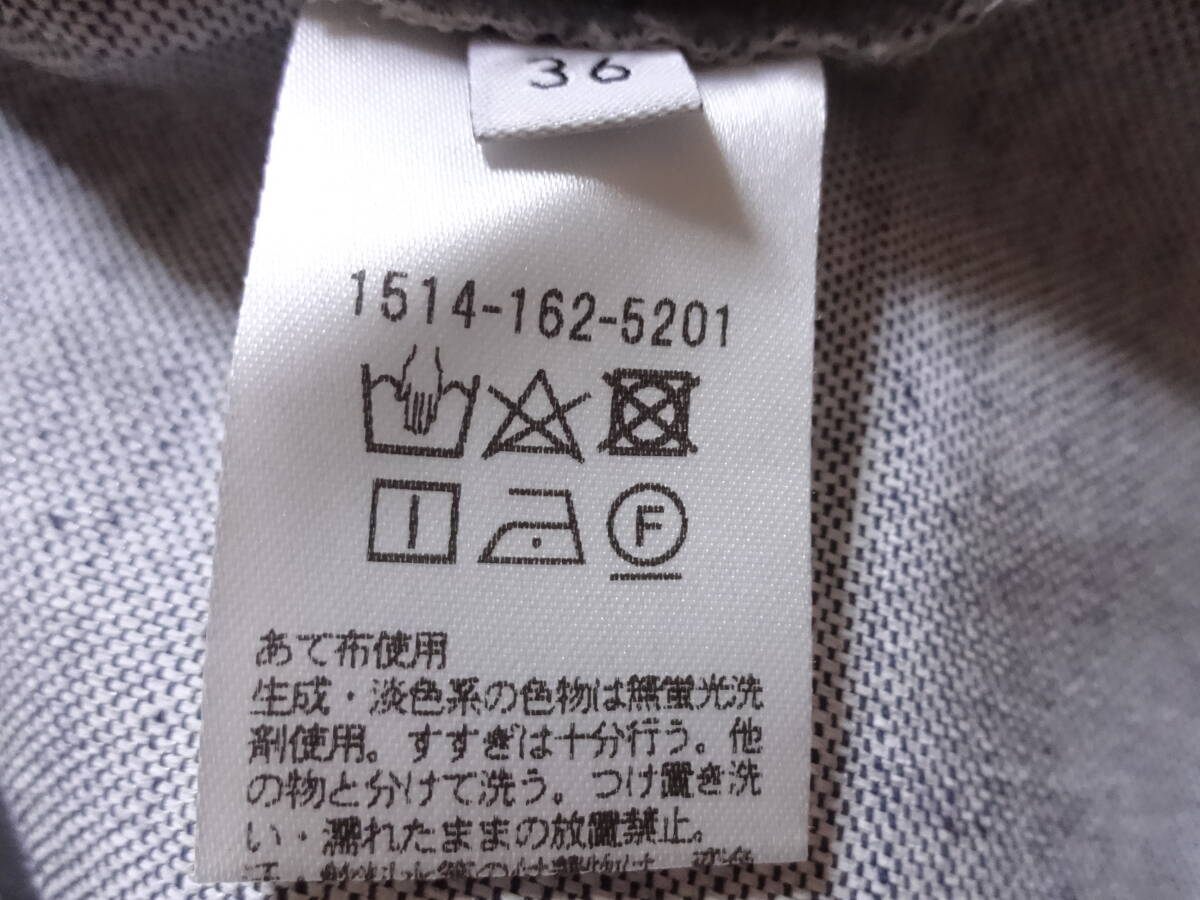 36
1514-162-5201
F
あて布使用
生成・淡色系の色物は無蛍光洗
剤使用。すすぎは十分行う。他
の物と分けて洗う。つけ置き洗
い・濡れたままの放置禁止。